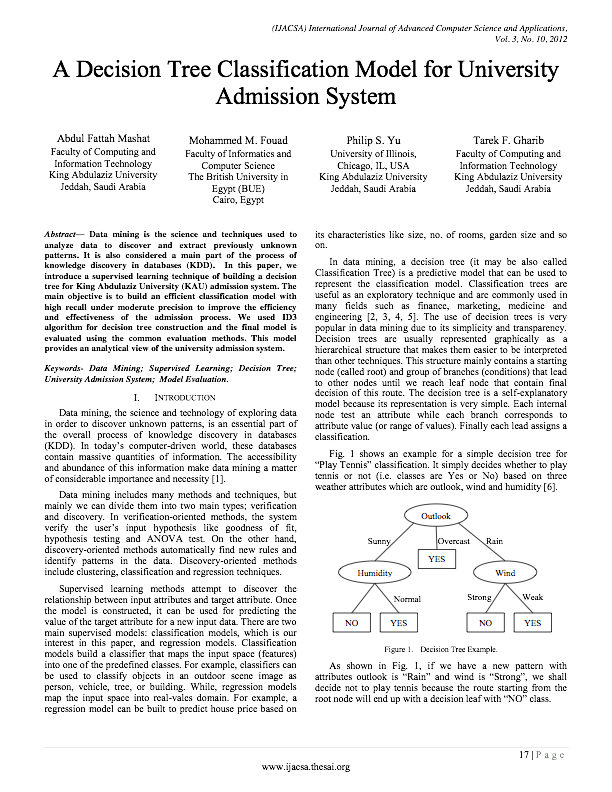 (IJACSA) International Journal of Advanced Computer Science and Applications,
Vol. 3, No. 10, 2012
A Decision Tree Classification Model for University
Admission System
Abdul Fattah Mashat
Faculty of Computing and
Information Technology
King Abdulaziz University
Jeddah, Saudi Arabia
Mohammed M. Fouad
Faculty of Informatics and
Computer Science
The British University in
Egypt (BUE)
Cairo, Egypt
Philip S. Yu
University of Illinois,
Chicago, IL, USA
King Abdulaziz University
Jeddah, Saudi Arabia
Tarek F. Gharib
Faculty of Computing and
Information Technology
King Abdulaziz University
Jeddah, Saudi Arabia
Abstract— Data mining is the science and techniques used to
analyze data to discover and extract previously unknown
patterns. It is also considered a main part of the process of
knowledge discovery in databases (KDD). In this paper, we
introduce a supervised learning technique of building a decision
tree for King Abdulaziz University (KAU) admission system. The
main objective is to build an efficient classification model with
high recall under moderate precision to improve the efficiency
and effectiveness of the admission process. We used ID3
algorithm for decision tree construction and the final model is
evaluated using the common evaluation methods. This model
provides an analytical view of the university admission system.
Keywords- Data Mining; Supervised Learning; Decision Tree;
University Admission System; Model Evaluation.
I. INTRODUCTION
Data mining, the science and technology of exploring data
in order to discover unknown patterns, is an essential part of
the overall process of knowledge discovery in databases
(KDD). In today's computer-driven world, these databases
contain massive quantities of information. The accessibility
and abundance of this information make data mining a matter
of considerable importance and necessity [1].
Data mining includes many methods and techniques, but
mainly we can divide them into two main types; verification
and discovery. In verification-oriented methods, the system
verify the user's input hypothesis like goodness of fit,
hypothesis testing and ANOVA test. On the other hand,
discovery-oriented methods automatically find new rules and
identify patterns in the data. Discovery-oriented methods
include clustering, classification and regression techniques.
Supervised learning methods attempt to discover the
relationship between input attributes and target attribute. Once
the model is constructed, it can be used for predicting the
value of the target attribute for a new input data. There are two
main supervised models: classification models, which is our
interest in this paper, and regression models. Classification
models build a classifier that maps the input space (features)
into one of the predefined classes. For example, classifiers can
be used to classify objects in an outdoor scene image as
person, vehicle, tree, or building. While, regression models
map the input space into real-vales domain. For example, a
regression model can be built to predict house price based on
its characteristics like size, no. of rooms, garden size and so
on.
In data mining, a decision tree (it may be also called
Classification Tree) is a predictive model that can be used to
represent the classification model. Classification trees are
useful as an exploratory technique and are commonly used in
many fields such as finance, marketing, medicine and
engineering [2, 3, 4, 5]. The use of decision trees is very
popular in data mining due to its simplicity and transparency.
Decision trees are usually represented graphically as a
hierarchical structure that makes them easier to be interpreted
than other techniques. This structure mainly contains a starting
node (called root) and group of branches (conditions) that lead
to other nodes until we reach leaf node that contain final
decision of this route. The decision tree is a self-explanatory
model because its representation is very simple. Each internal
node test an attribute while each branch corresponds to
attribute value (or range of values). Finally each lead assigns a
classification.
Fig. 1 shows an example for a simple decision tree for
"Play Tennis" classification. It simply decides whether to play
tennis or not (i.e. classes are Yes or No) based on three
weather attributes which are outlook, wind and humidity [6].
Outlook
Sunny Overcast Rain
YES
Humidity Wind
Normal Strong Weak
NO YES NO YES
Figure 1. Decision Tree Example.
As shown in Fig. 1, if we have a new pattern with
attributes outlook is "Rain" and wind is "Strong", we shall
decide not to play tennis because the route starting from the
root node will end up with a decision leaf with "NO" class.
17 | P a g e
www.ijacsa.thesai.org